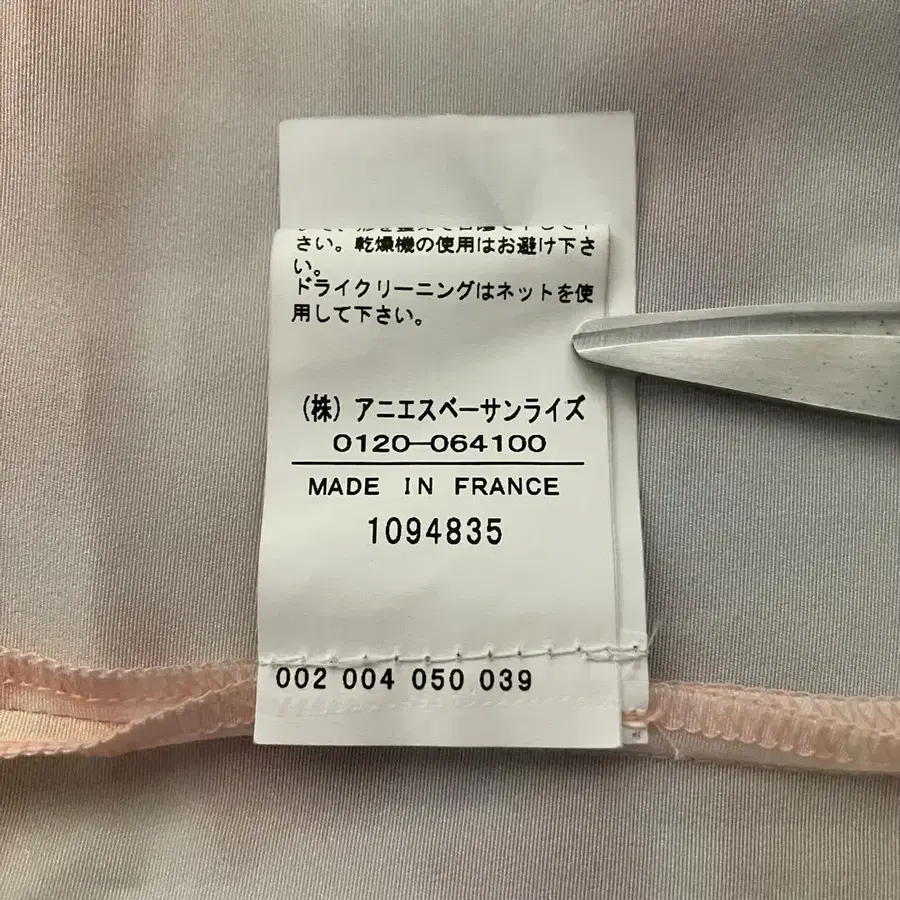 さい。乾燥機の使用はお避け下さ
い。
ドライクリーニングはネットを使
用して下さい。
(株)アニエスベーサンライズ
0120-064100
MADE IN FRANCE
1094835
002 004 050 039